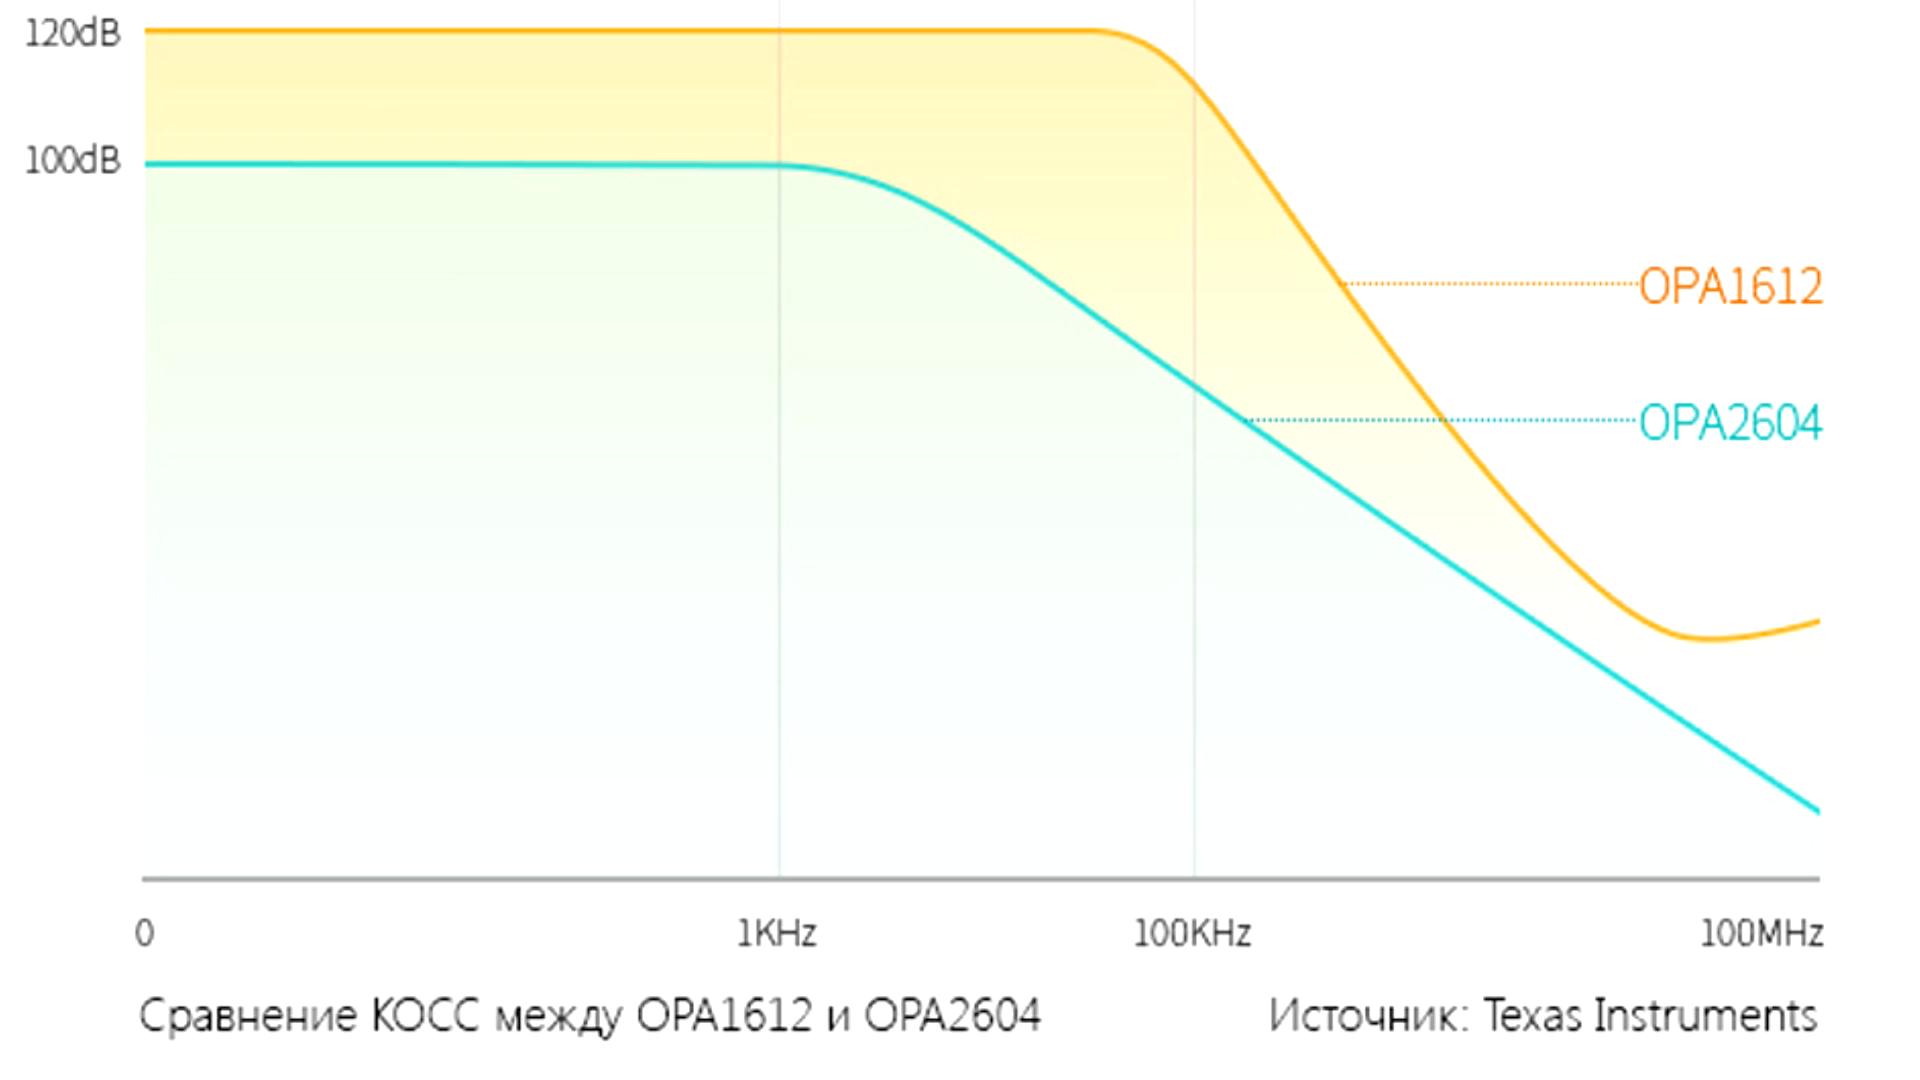 120dB
100dB
OPA1612
OPA2604
0 1KHz 100KHz 100MHz
Сравнение КОСС между OPA1612 и OPA2604 Источник: Texas Instruments